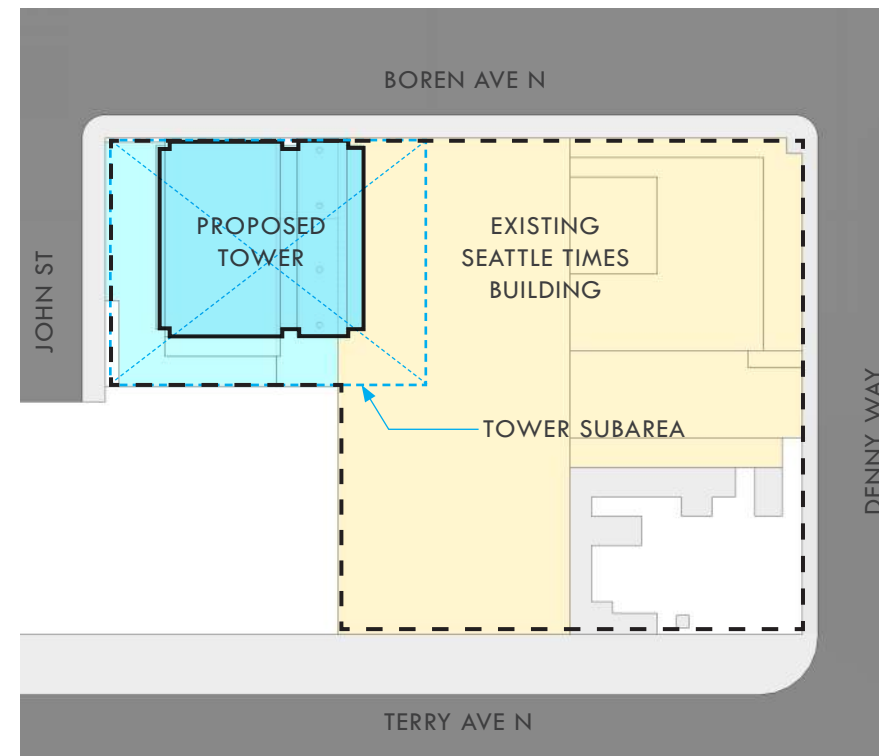 BOREN AVE N
PROPOSED
TOWER
EXISTING
SEATTLE TIMES
BUILDING
JOHN ST
TOWER SUBAREA
DENNY WAY
TERRY AVE N